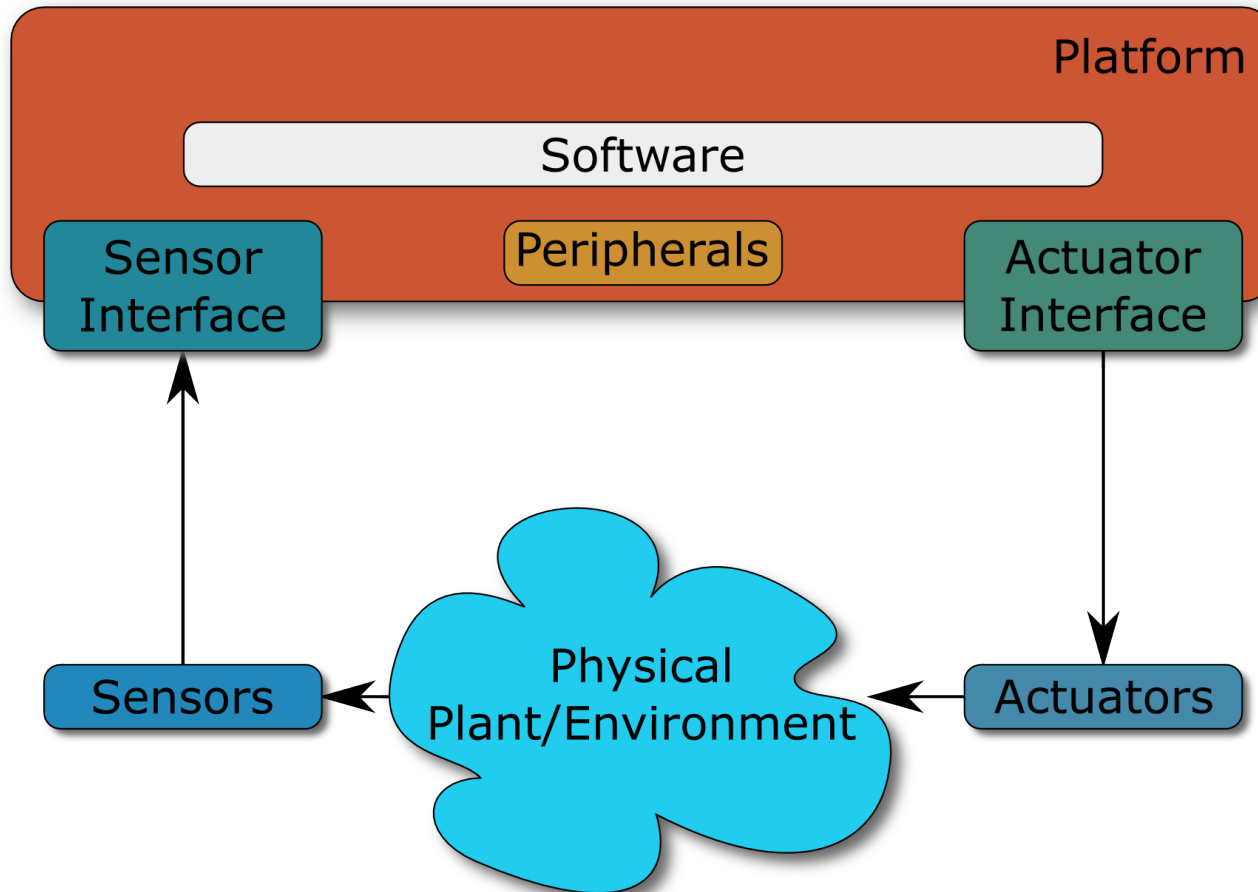 Platform
Software
Sensor
Interface
Peripherals
Actuator
Interface
Physical
Plant/Environment
Sensors
Actuators